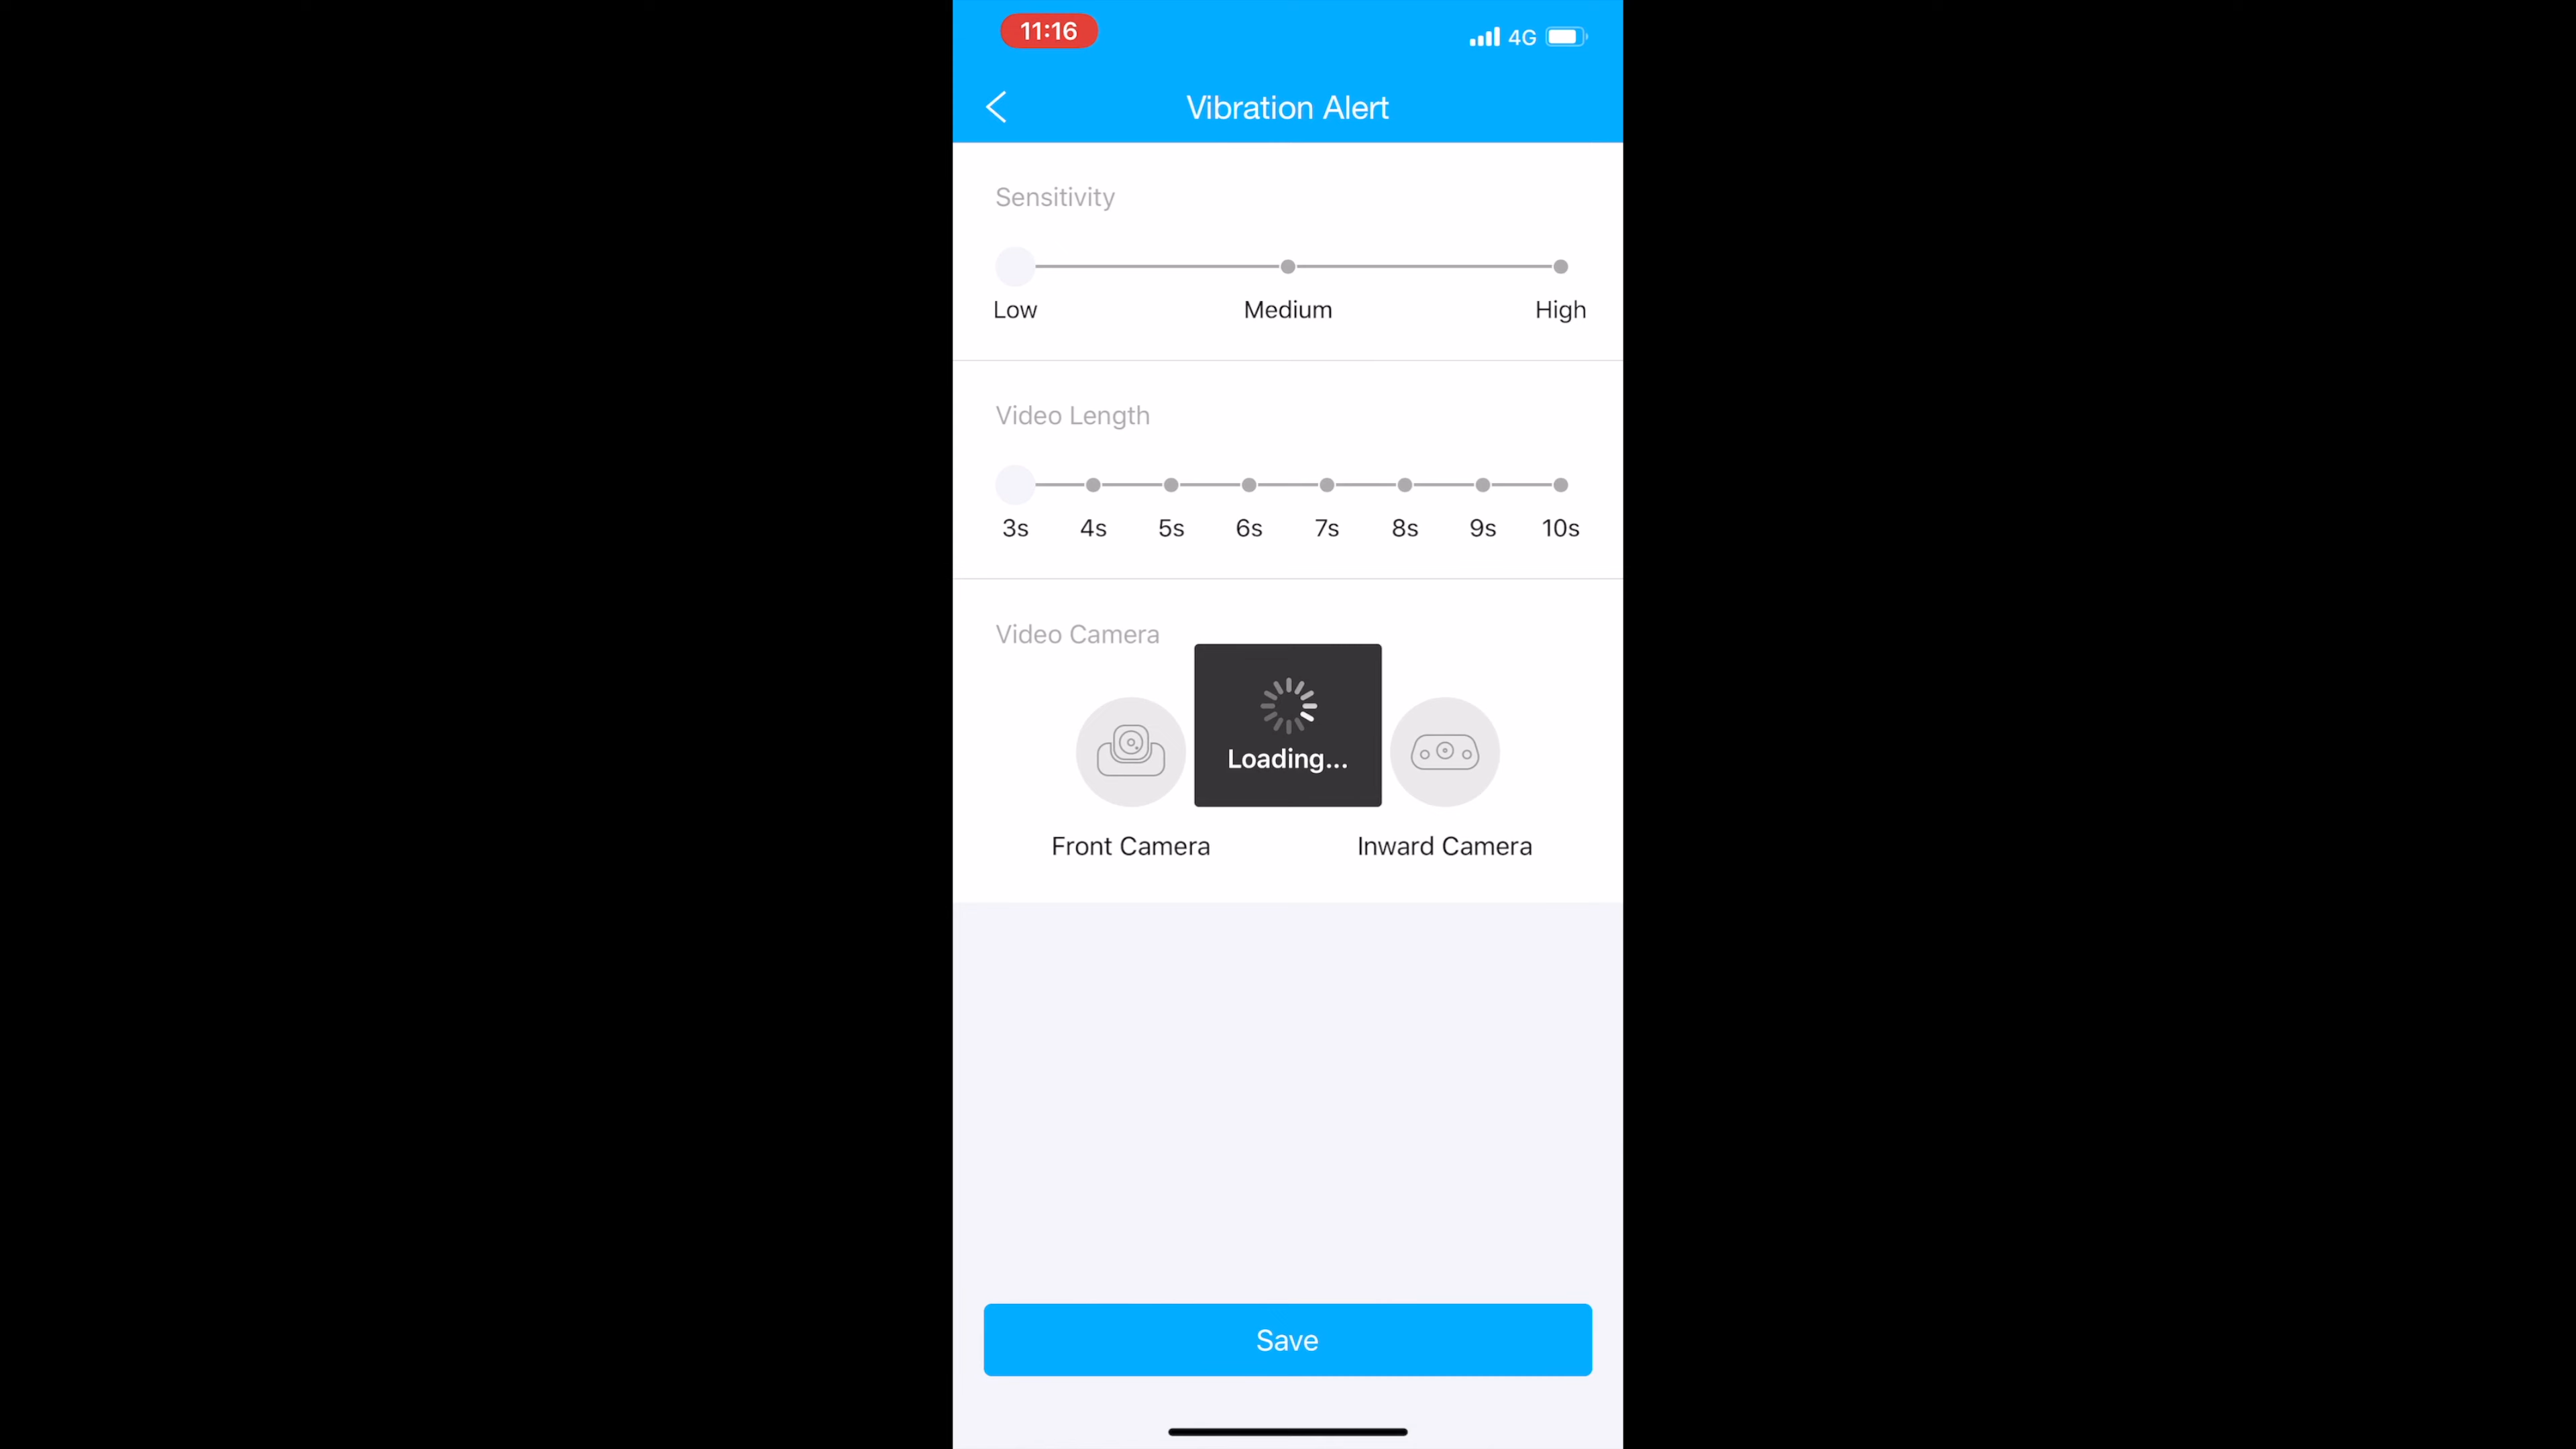 11:16
4G
Vibration Alert
Sensitivity
Low Medium High
Video Length
3s 4s 5s 6s 7s 8s 9s 10s
Video Camera
Loading...
Front Camera Inward Camera
Save